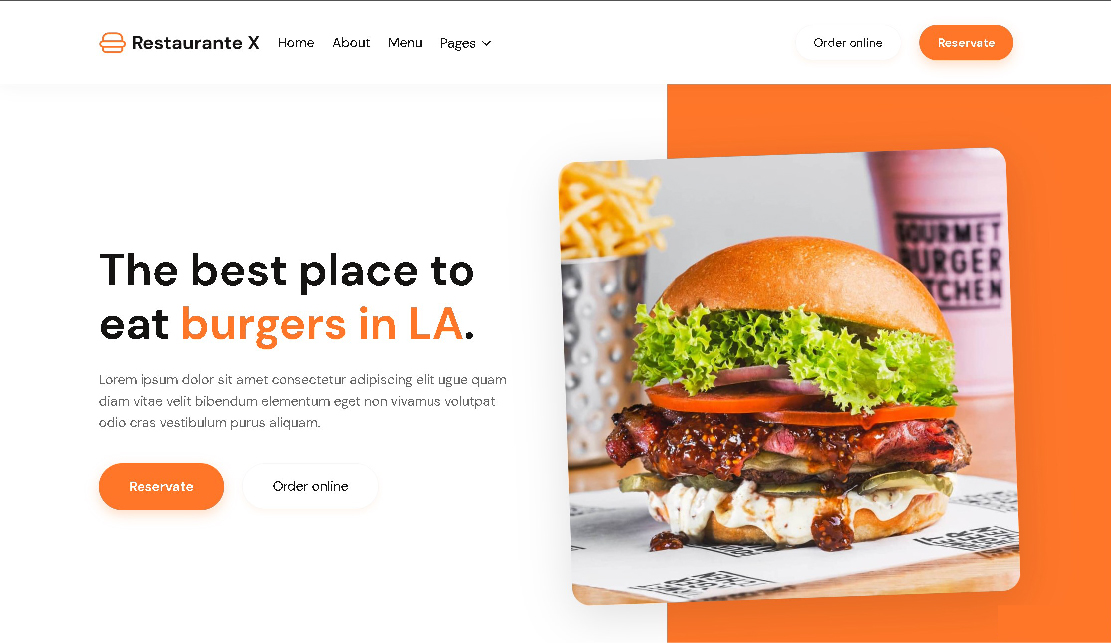 Restaurante X Home About Menu Pages Order online Reservate
The best place to
eat burgers in LA.
Lorem ipsum dolor sit amet consectetur adipiscing elit ugue quam
diam vitae velit bibendum elementum eget non vivamus volutpat
odio cras vestibulum purus aliquam.
Reservate Order online
GOURMET
BURGER
KITCHEN